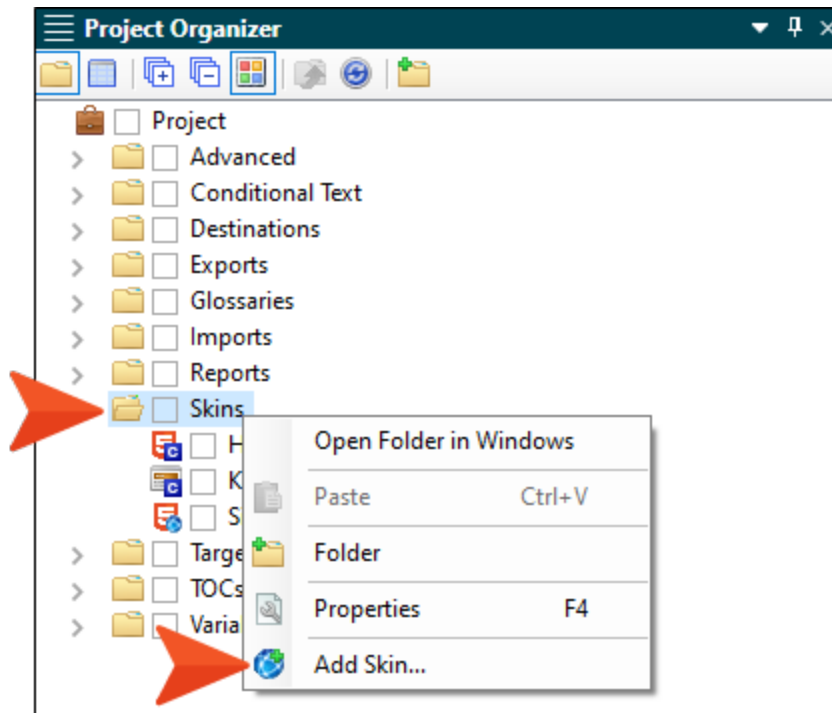 Project Organizer
Project
Advanced
Conditional Text
Destinations
Exports
Glossaries
Imports
Reports
Skins
Open Folder in Windows
Paste Ctrl+V
Folder
Properties F4
Add Skin...
TOCs